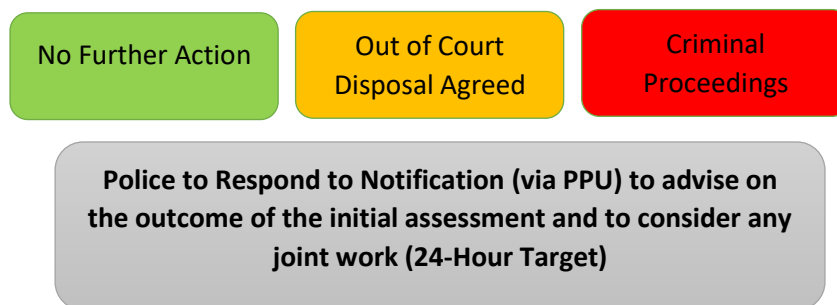 No Further Action
Out of Court
Disposal Agreed
Criminal
Proceedings
Police to Respond to Notification (via PPU) to advise on
the outcome of the initial assessment and to consider any
joint work (24-Hour Target)